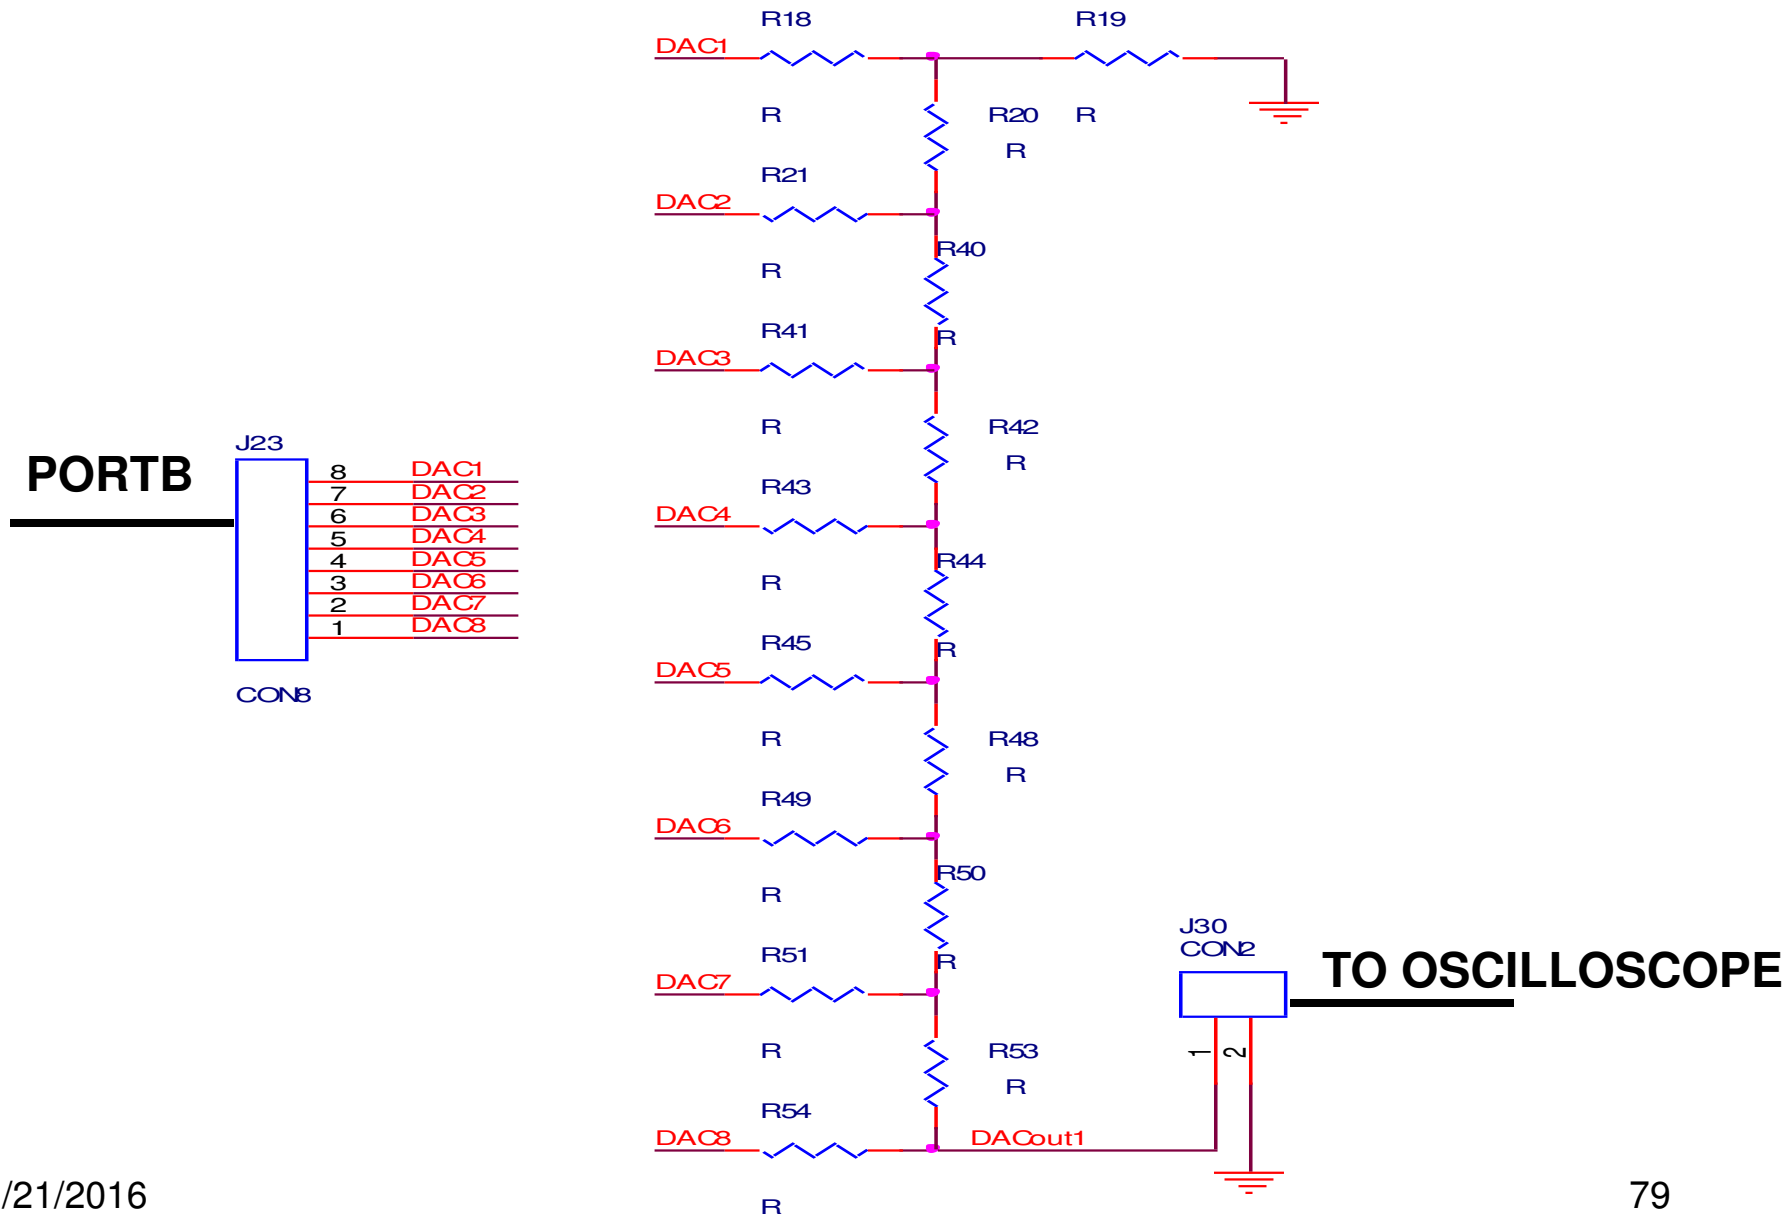 R18 R19
DAC1
R R20 R
R
R21
DAC2
R40
R
R41
R
DAC3
R R42
R
R43
DAC4
R44
R
R45
R
DAC5
R R48
R
R49
DAC6
R50
R
R51
R
DAC7
R R53
R
R54
DAC8 DACout1
R
PORTB
J23
8 DAC1
7 DAC2
6 DAC3
5 DAC4
4 DAC5
3 DAC6
2 DAC7
1 DAC8
CON8
J30
CON2
TO OSCILLOSCOPE
1 2
/21/2016
79